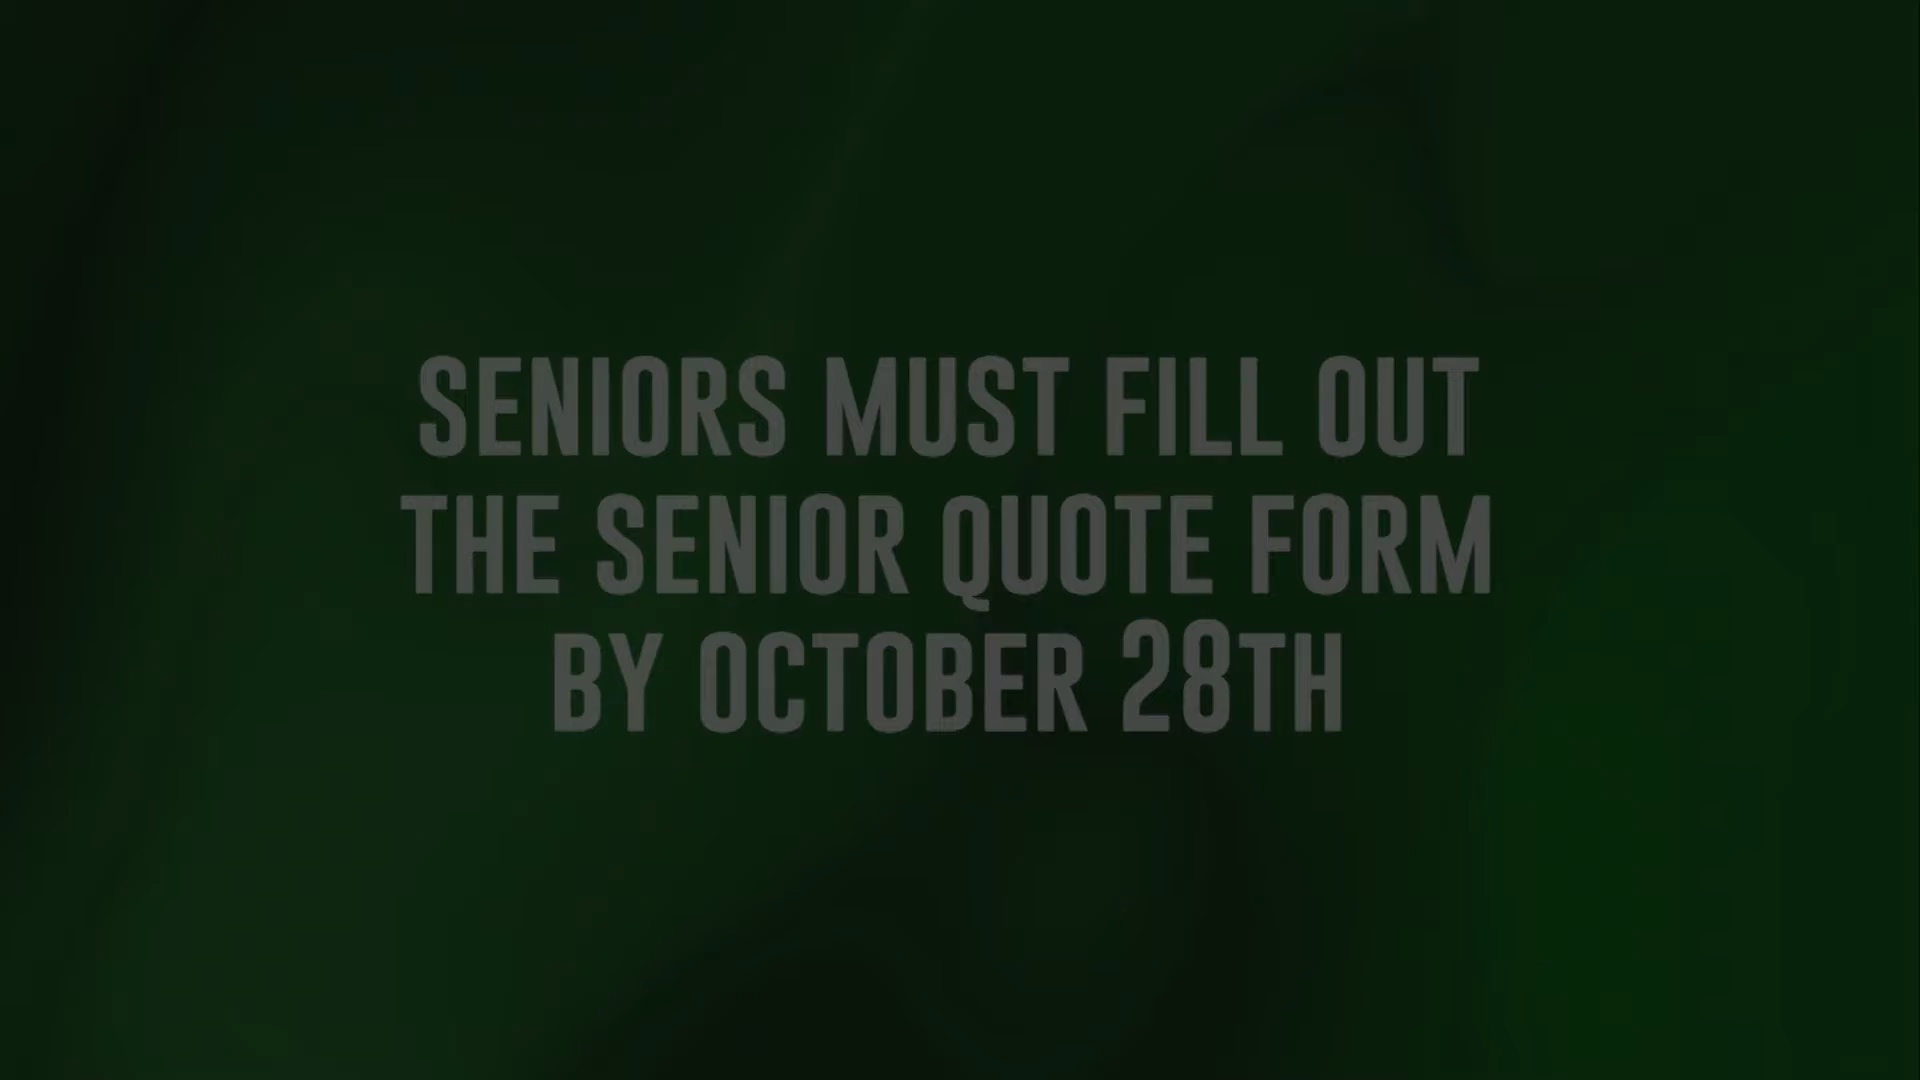 SENIORS MUST FILL OUT
THE SENIOR QUOTE FORM
BY OCTOBER 28TH